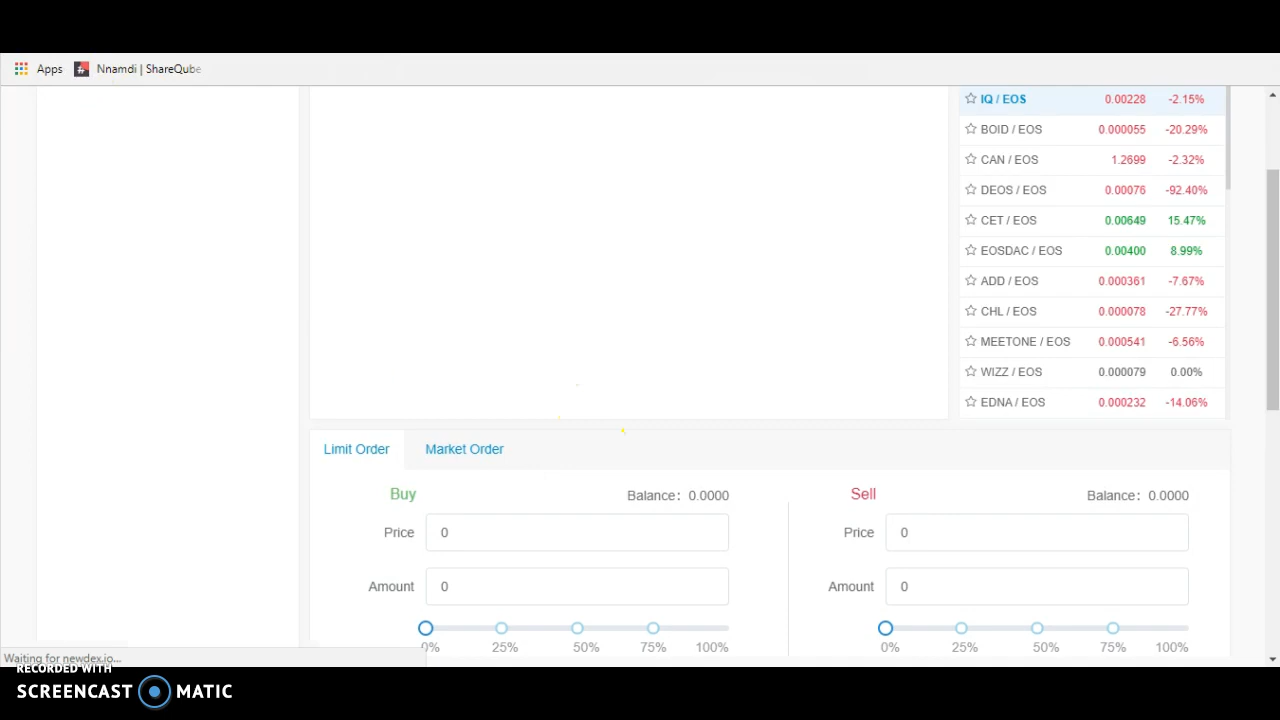 Apps Nnamdi | ShareQube
IQ / EOS 0.00228 -2.15%
BOID / EOS 0.000055 -20.29%
CAN / EOS 1.2699 -2.32%
DEOS / EOS 0.00076 -92.40%
CET / EOS 0.00649 15.47%
EOSDAC / EOS 0.00400 8.99%
ADD / EOS 0.000361 -7.67%
CHL / EOS 0.000078 -27.77%
MEETONE / EOS 0.000541 -6.56%
WIZZ / EOS 0.000079 0.00%
EDNA / EOS 0.000232 -14.06%
Limit Order Market Order
Buy Balance: 0.0000 Sell Balance: 0.0000
Price 0 Price 0
Amount 0 Amount 0
0% 25% 50% 75% 100% 0% 25% 50% 75% 100%
Waiting for newdex.io...
RECORDED WITH
SCREENCAST MATIC